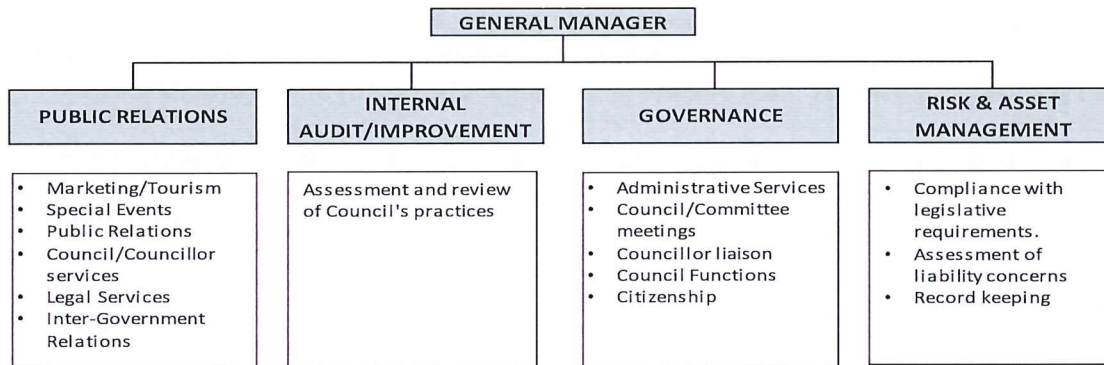 GENERAL MANAGER
PUBLIC RELATIONS
• Marketing/Tourism
• Special Events
• Public Relations
• Council/Councillor
services
• Legal Services
• Inter-Government
Relations
INTERNAL
AUDIT/IMPROVEMENT
Assessment and review
of Council's practices
GOVERNANCE
• Administrative Services
• Council/Committee
meetings
• Councillor liaison
• Council Functions
• Citizenship
RISK & ASSET
MANAGEMENT
• Compliance with
legislative
requirements.
• Assessment of
liability concerns
• Record keeping